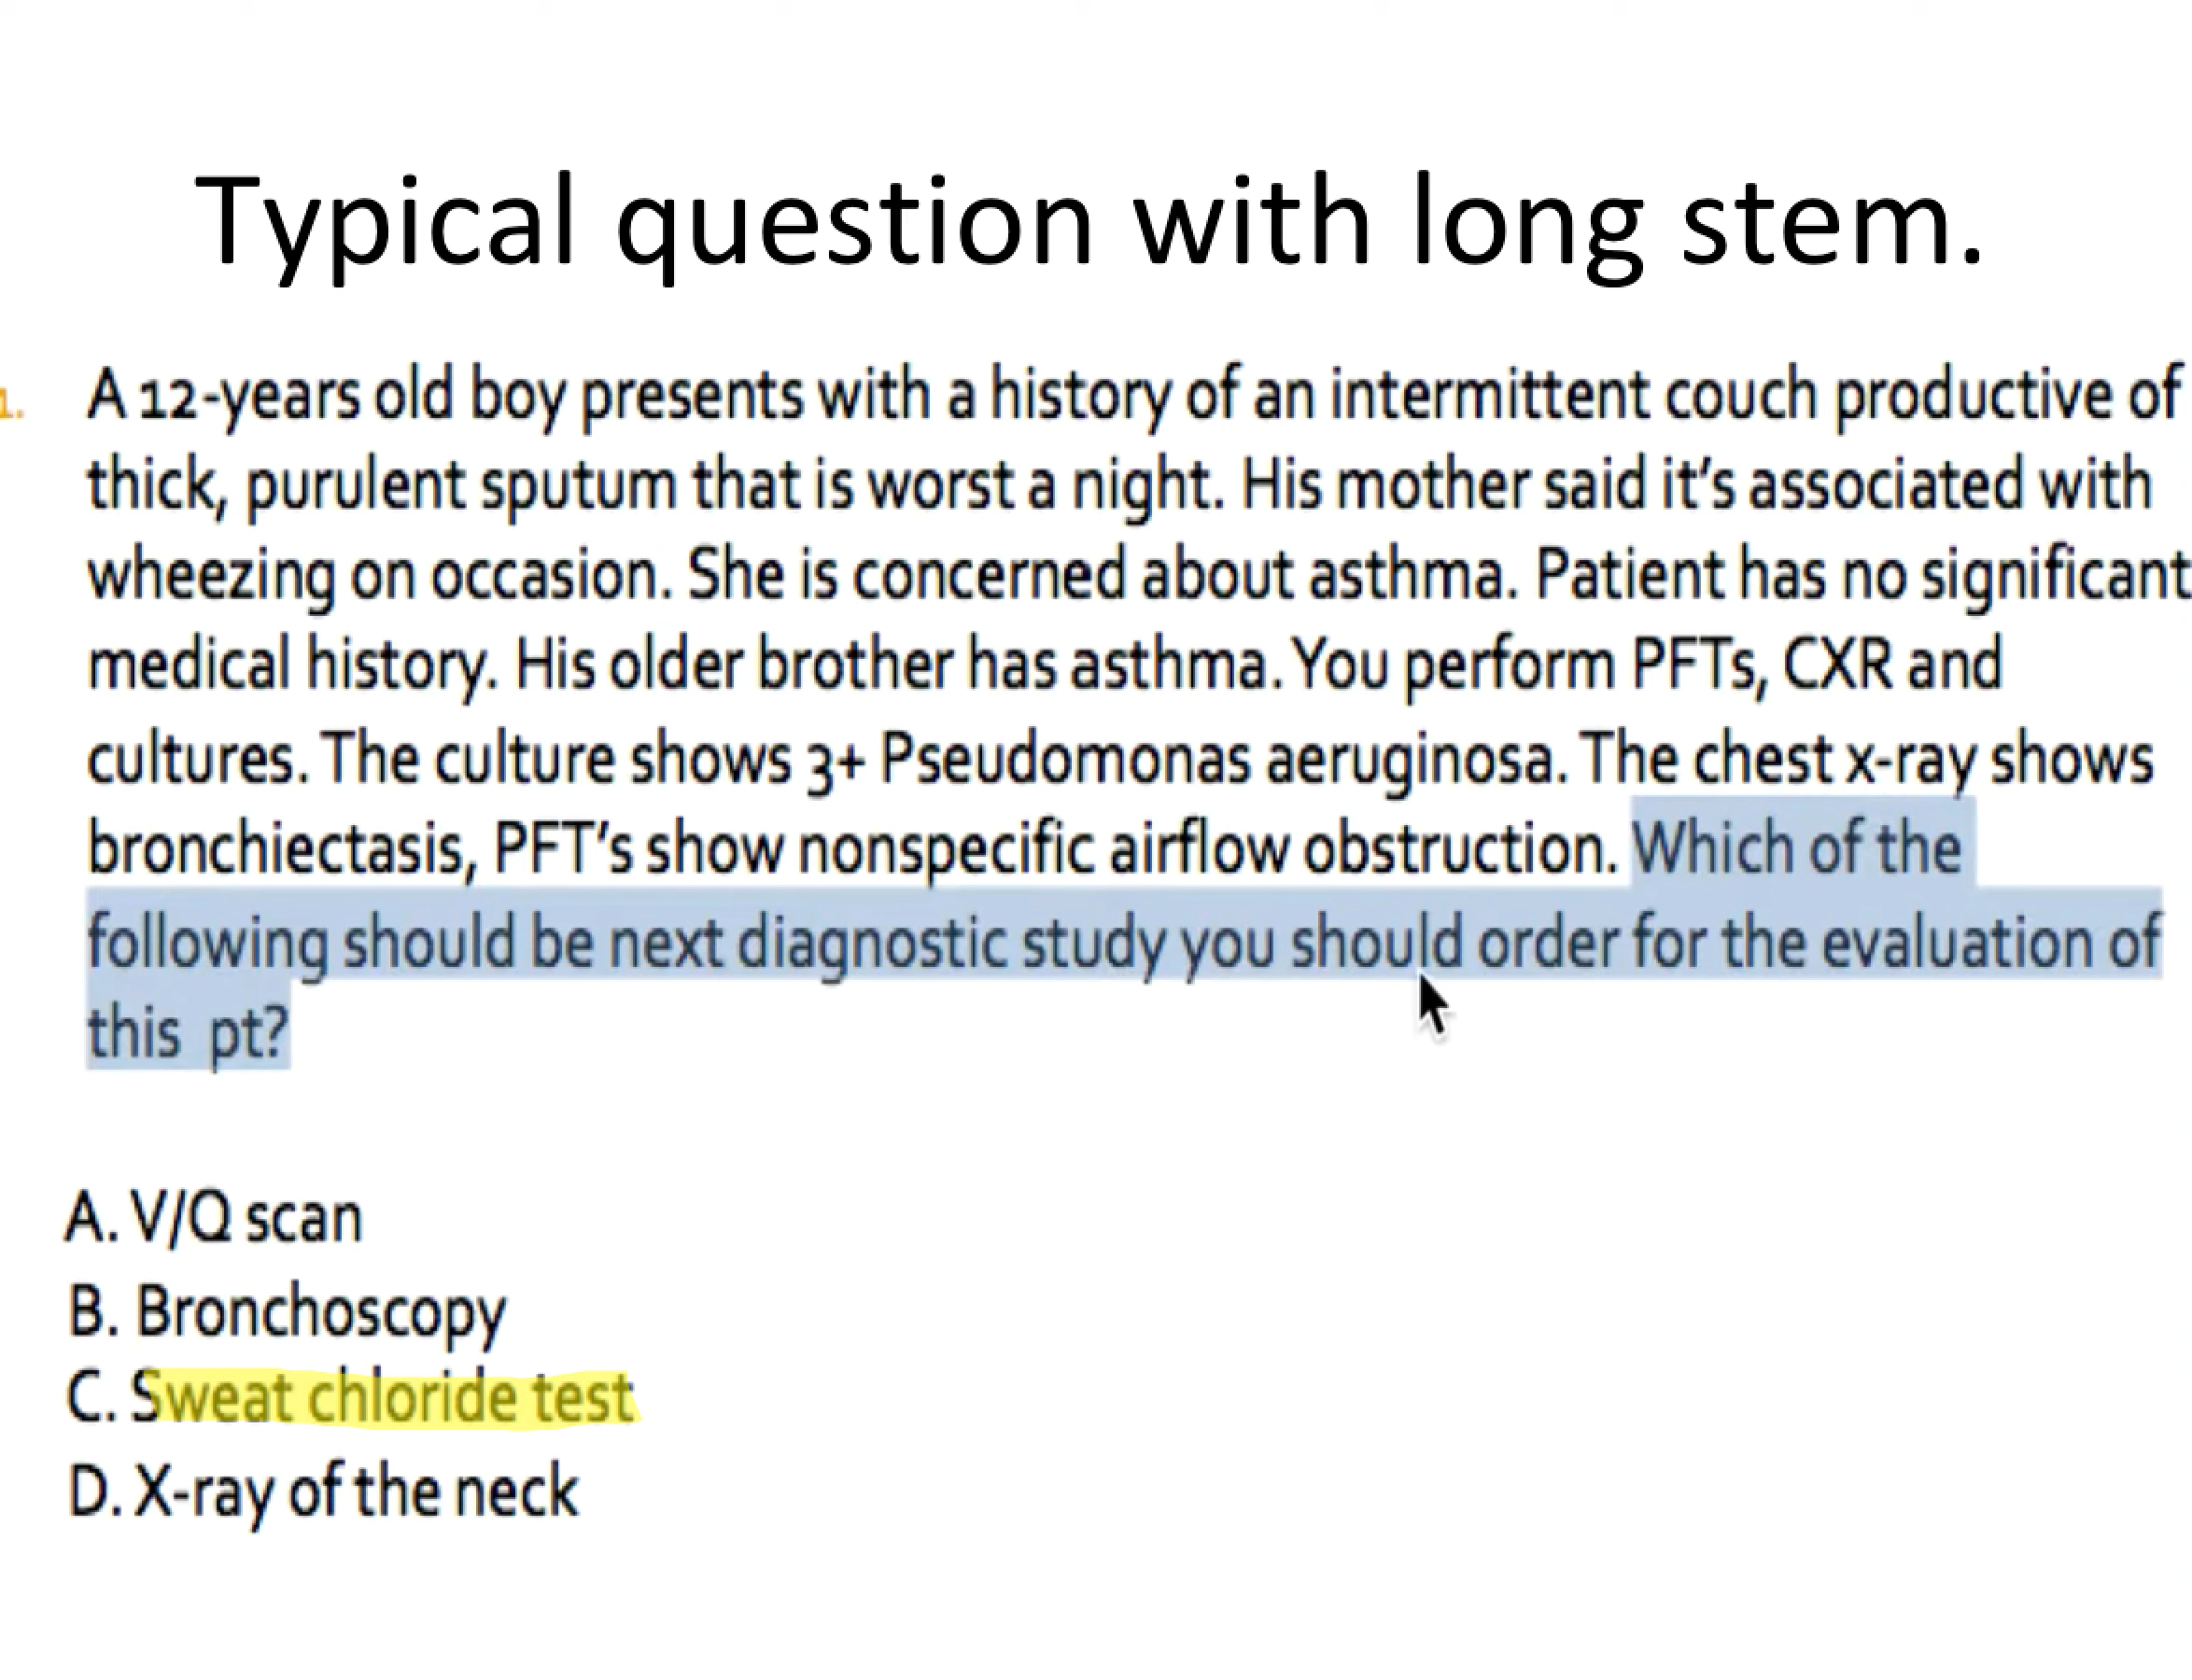 Typical question with long stem.
1. A 12-years old boy presents with a history of an intermittent couch productive of
thick, purulent sputum that is worst a night. His mother said it's associated with
wheezing on occasion. She is concerned about asthma. Patient has no significant
medical history. His older brother has asthma. You perform PFTs, CXR and
cultures. The culture shows 3+ Pseudomonas aeruginosa. The chest x-ray shows
bronchiectasis, PFT's show nonspecific airflow obstruction. Which of the
following should be next diagnostic study you should order for the evaluation of
this pt?
A. V/Q scan
B. Bronchoscopy
C. Sweat chloride test
D. X-ray of the neck